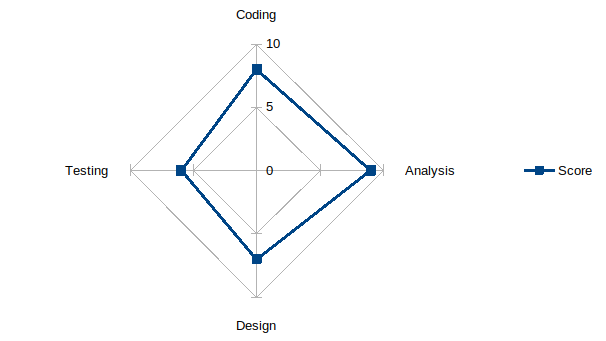 Coding
10
5
Testing
0
Analysis
Score
Design